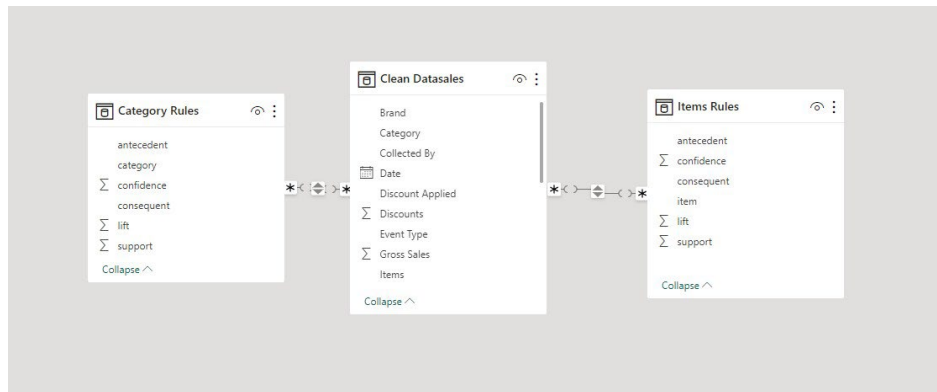 Category Rules
antecedent
category
Σ confidence
consequent
Σ lift
Σ support
Collapse
Clean Datasales
Brand
Category
Collected By
Date
Discount Applied
Σ Discounts
Event Type
Σ Gross Sales
Items
Collapse
Items Rules
antecedent
Σ confidence
consequent
item
Σ lift
Σ support
Collapse
* *
* *